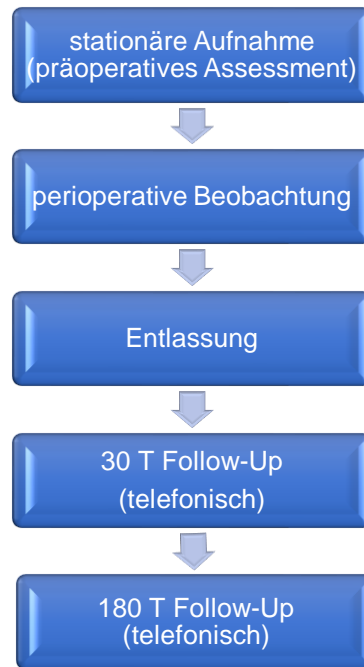 stationäre Aufnahme
(präoperatives Assessment)
perioperative Beobachtung
Entlassung
30 T Follow-Up
(telefonisch)
180 T Follow-Up
(telefonisch)